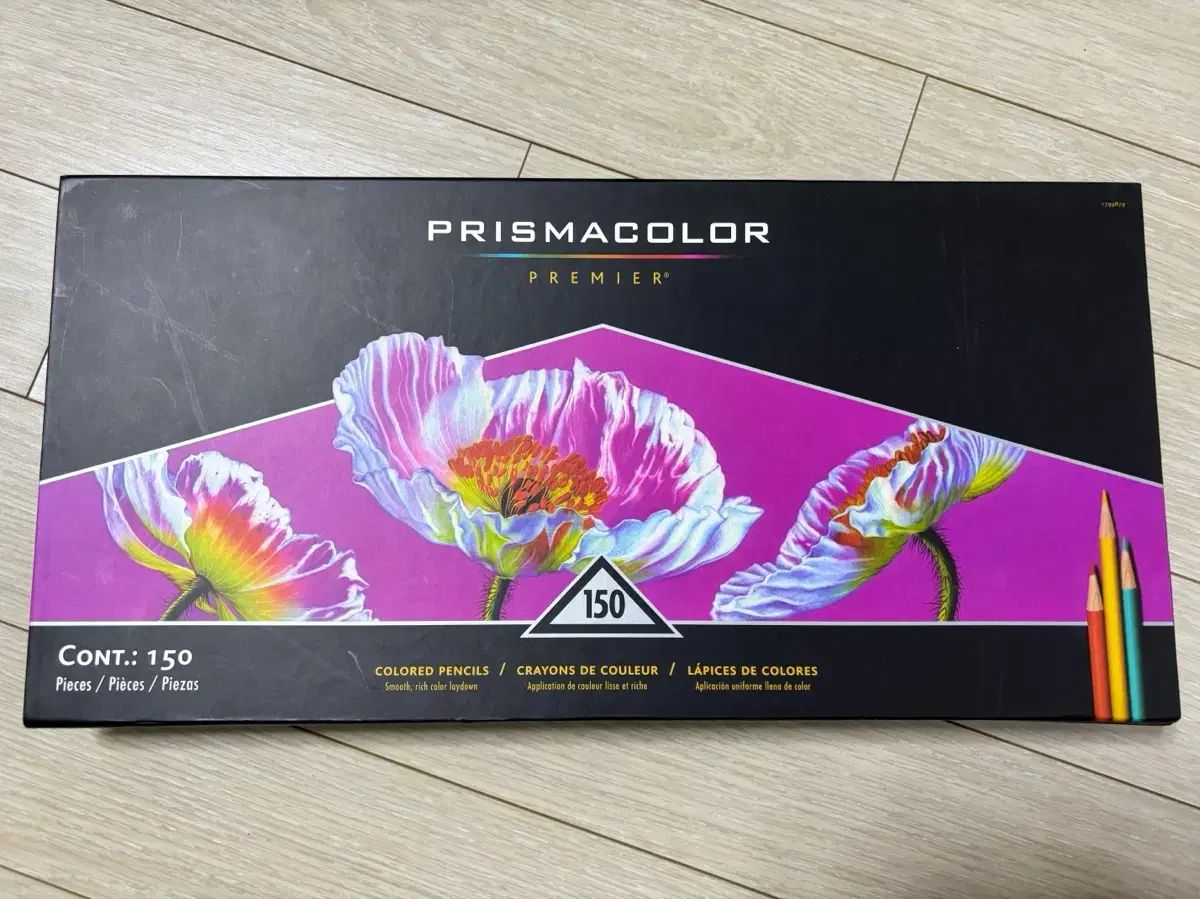 1799879
PRISMACOLOR
PREMIER®
150
CONT.: 150
Pieces / Pièces / Piezas
COLORED PENCILS / CRAYONS DE COULEUR / LÁPICES DE COLORES
Smooth, rich color laydown Application de couleur lisse et riche Aplicación uniforme llena de color